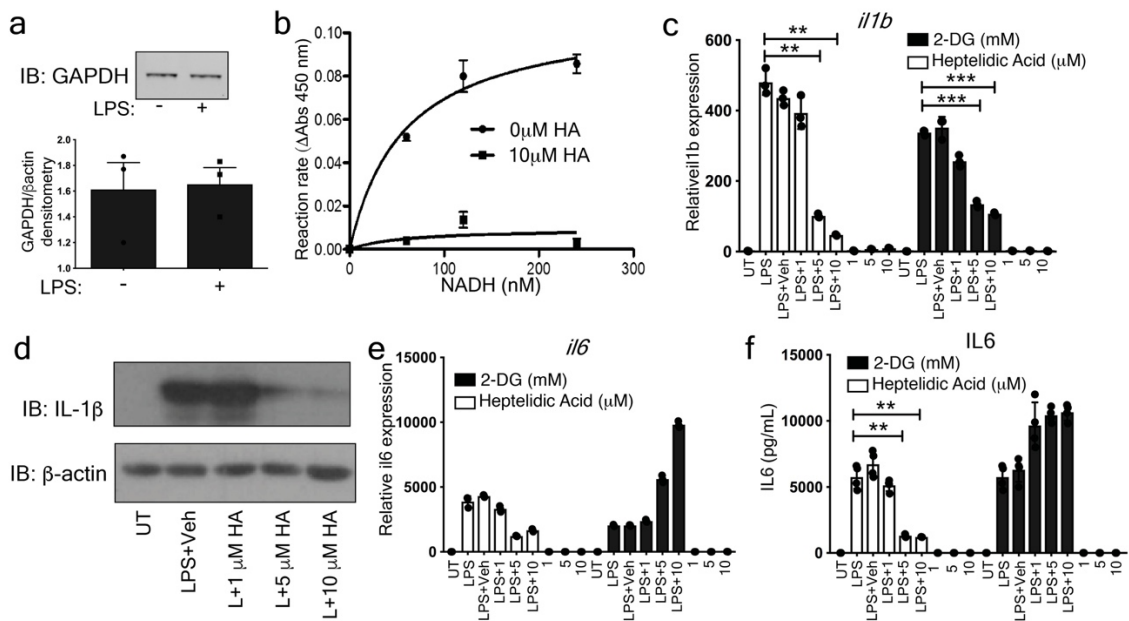 a
IB: GAPDH
LPS: - +
GAPDH/βactin
densitometry
1.8
1.6
1.4
1.2
1.0
LPS: - +
b
Reaction rate (ΔAbs 450 nm)
0.10
0.08
0.06
0.04
0.02
0.00
0μM HA
10μM HA
0 100 200 300
NADH (nM)
c
il1b
2-DG (mM)
Heptelidic Acid (μM)
** 
**
***
***
Relativeil1b expression
600
400
200
0
UT LPS LPS+Veh LPS+1 LPS+5 LPS+10 1 5 10 UT LPS LPS+Veh LPS+1 LPS+5 LPS+10 1 5 10
d
IB: IL-1β
IB: β-actin
UT LPS+Veh L+1 μM HA L+5 μM HA L+10 μM HA
e
il6
2-DG (mM)
Heptelidic Acid (μM)
Relative il6 expression
15000
10000
5000
0
UT LPS LPS+Veh LPS+1 LPS+5 LPS+10 1 5 10 UT LPS LPS+Veh LPS+1 LPS+5 LPS+10 1 5 10
f
IL6
2-DG (mM)
Heptelidic Acid (μM)
**
**
IL6 (pg/mL)
15000
10000
5000
0
UT LPS LPS+Veh LPS+1 LPS+5 LPS+10 1 5 10 UT LPS LPS+Veh LPS+1 LPS+5 LPS+10 1 5 10